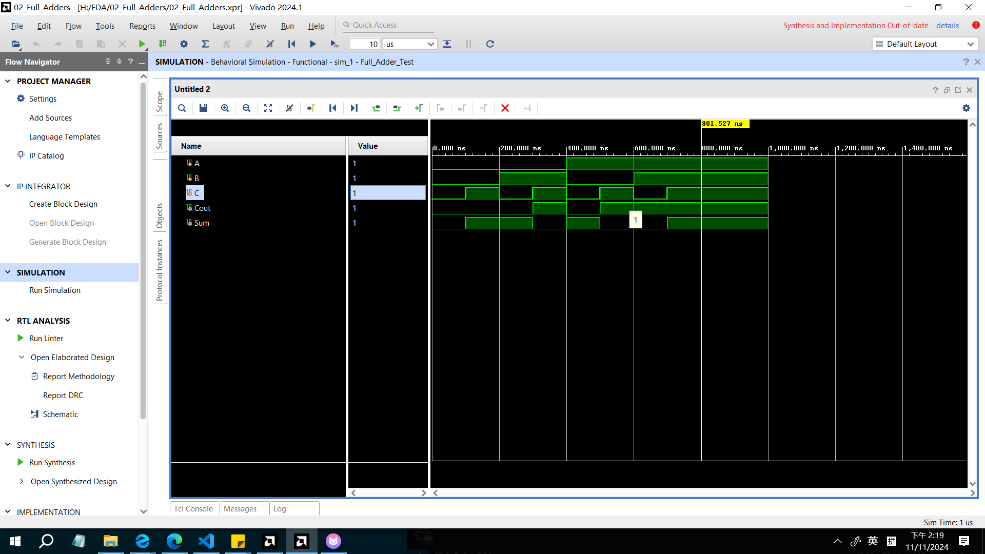 02_Full_Adders - [H:/EDA/02_Full_Adders/02_Full_Adders.xpr] - Vivado 2024.1
File Edit Flow Tools Reports Window Layout View Run Help Quick Access
Synthesis and Implementation Out-of-date details
10 us
Default Layout
Flow Navigator
SIMULATION - Behavioral Simulation - Functional - sim_1 - Full_Adder_Test
PROJECT MANAGER
Settings
Add Sources
Language Templates
IP Catalog
IP INTEGRATOR
Create Block Design
Open Block Design
Generate Block Design
SIMULATION
Run Simulation
RTL ANALYSIS
Run Linter
Open Elaborated Design
Report Methodology
Report DRC
Schematic
SYNTHESIS
Run Synthesis
Open Synthesized Design
IMPLEMENTATION
Scope
Sources
Objects
Protocol Instances
Untitled 2
801.527 ns
Name Value
0.000 ns 200.000 ns 400.000 ns 600.000 ns 800.000 ns 1,000.000 ns 1,200.000 ns 1,400.000 ns
A 1
B 1
C 1
Cout 1
Sum 1
1
Tcl Console Messages Log
Sim Time: 1 us
英
下午 2:19
11/11/2024